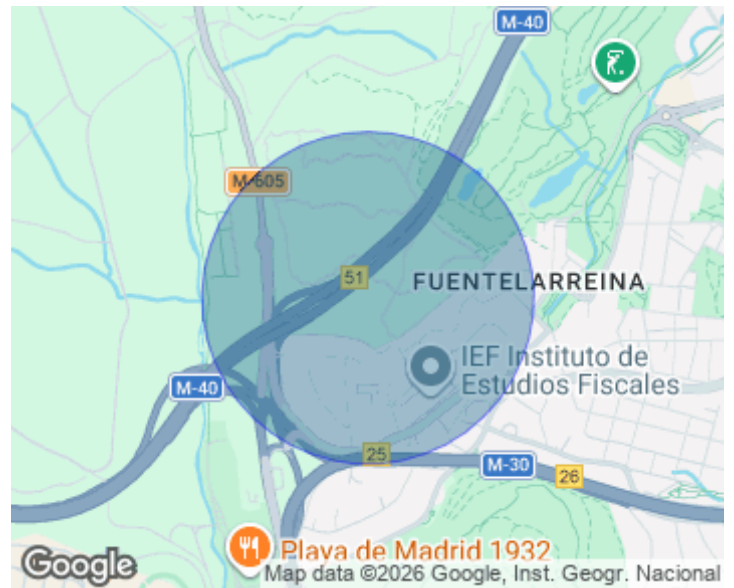 M-40
M-605
51
FUENTELARREINA
IEF Instituto de
Estudios Fiscales
M-40
25
M-30
26
Playa de Madrid 1932
Google
Map data ©2026 Google, Inst. Geogr. Nacional